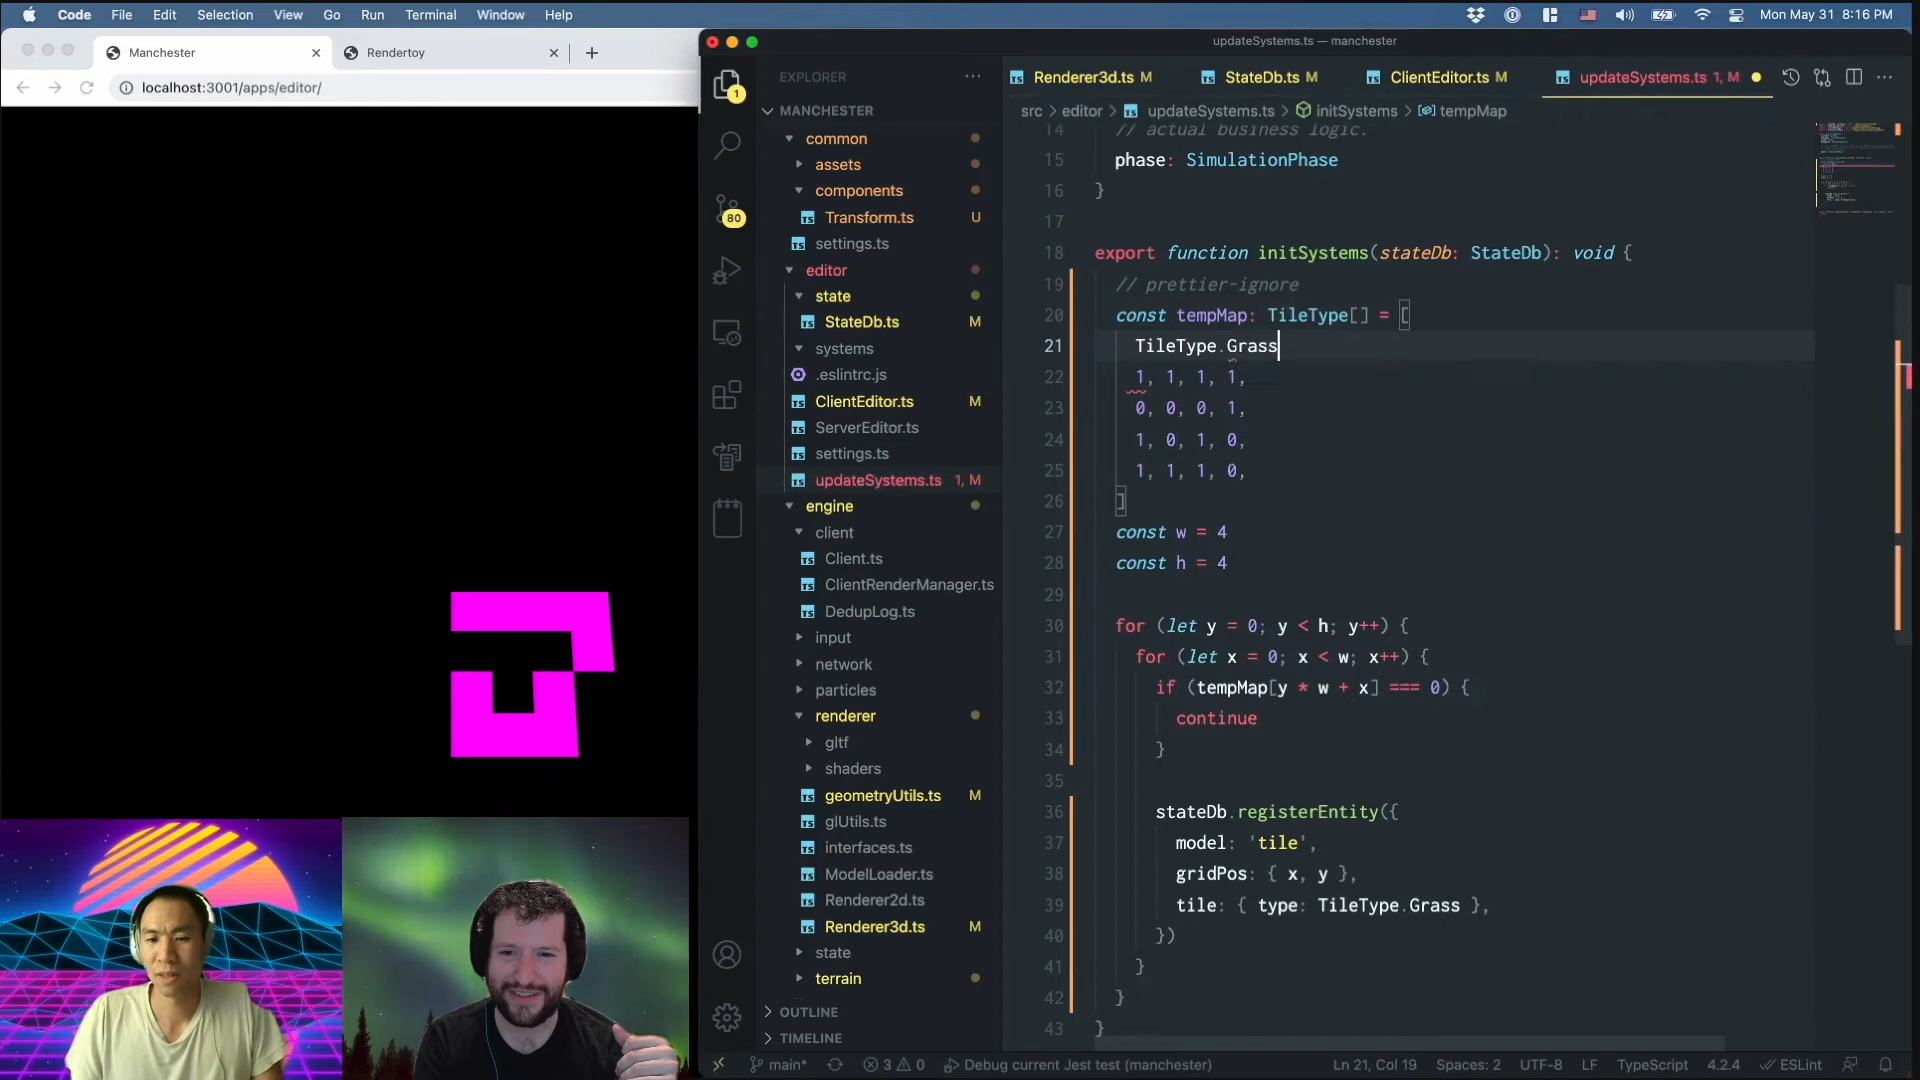 Code File Edit Selection View Go Run Terminal Window Help
Mon May 31 8:16 PM
Manchester
Rendertoy
localhost:3001/apps/editor/
updateSystems.ts — manchester
1
80
EXPLORER
MANCHESTER
common
assets
components
Transform.ts U
settings.ts
editor
state
StateDb.ts M
systems
.eslintrc.js
ClientEditor.ts M
ServerEditor.ts
settings.ts
updateSystems.ts 1, M
engine
client
Client.ts
ClientRenderManager.ts
DedupLog.ts
input
network
particles
renderer
gltf
shaders
geometryUtils.ts M
glUtils.ts
interfaces.ts
ModelLoader.ts
Renderer2d.ts
Renderer3d.ts M
state
terrain
OUTLINE
TIMELINE
Renderer3d.ts M
StateDb.ts M
ClientEditor.ts M
updateSystems.ts 1, M
src > editor > updateSystems.ts > initSystems > tempMap
14 // actual business logic.
15 phase: SimulationPhase
16 }
17
18 export function initSystems(stateDb: StateDb): void {
19 // prettier-ignore
20 const tempMap: TileType[] = [
21 TileType.Grass
22 1, 1, 1, 1,
23 0, 0, 0, 1,
24 1, 0, 1, 0,
25 1, 1, 1, 0,
26 ]
27 const w = 4
28 const h = 4
29
30 for (let y = 0; y < h; y++) {
31 for (let x = 0; x < w; x++) {
32 if (tempMap[y * w + x] === 0) {
33 continue
34 }
35
36 stateDb.registerEntity({
37 model: 'tile',
38 gridPos: { x, y },
39 tile: { type: TileType.Grass },
40 })
41 }
42 }
43 }
main* 3 0 Debug current Jest test (manchester) Ln 21, Col 19 Spaces: 2 UTF-8 LF TypeScript 4.2.4 ESLint